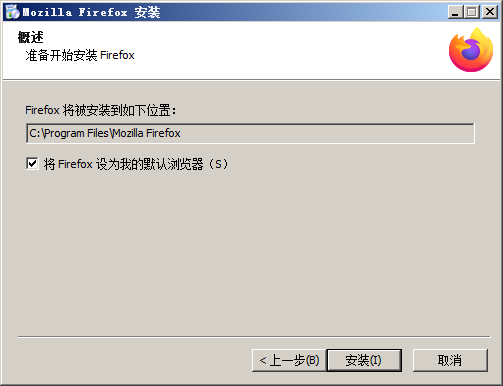 Mozilla Firefox 安装
概述
准备开始安装 Firefox
Firefox 将被安装到如下位置：
C:\Program Files\Mozilla Firefox
将 Firefox 设为我的默认浏览器（S）
< 上一步(B) 安装(I) 取消